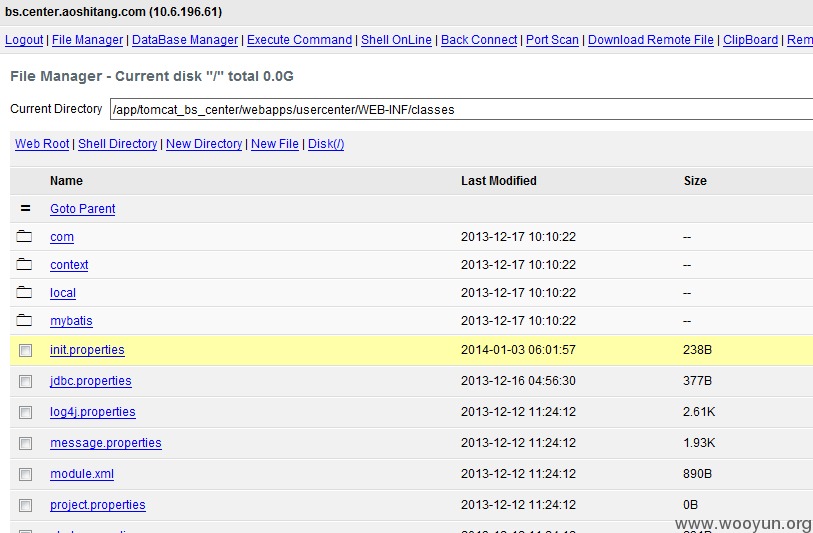 bs.center.aoshitang.com (10.6.196.61)
Logout | File Manager | DataBase Manager | Execute Command | Shell OnLine | Back Connect | Port Scan | Download Remote File | ClipBoard | Rem
File Manager - Current disk "/" total 0.0G
Current Directory /app/tomcat_bs_center/webapps/usercenter/WEB-INF/classes
Web Root | Shell Directory | New Directory | New File | Disk(/)
Name Last Modified Size
= Goto Parent
com 2013-12-17 10:10:22 --
context 2013-12-17 10:10:22 --
local 2013-12-17 10:10:22 --
mybatis 2013-12-17 10:10:22 --
init.properties 2014-01-03 06:01:57 238B
jdbc.properties 2013-12-16 04:56:30 377B
log4j.properties 2013-12-12 11:24:12 2.61K
message.properties 2013-12-12 11:24:12 1.93K
module.xml 2013-12-12 11:24:12 890B
project.properties 2013-12-12 11:24:12 0B
www.wooyun.org